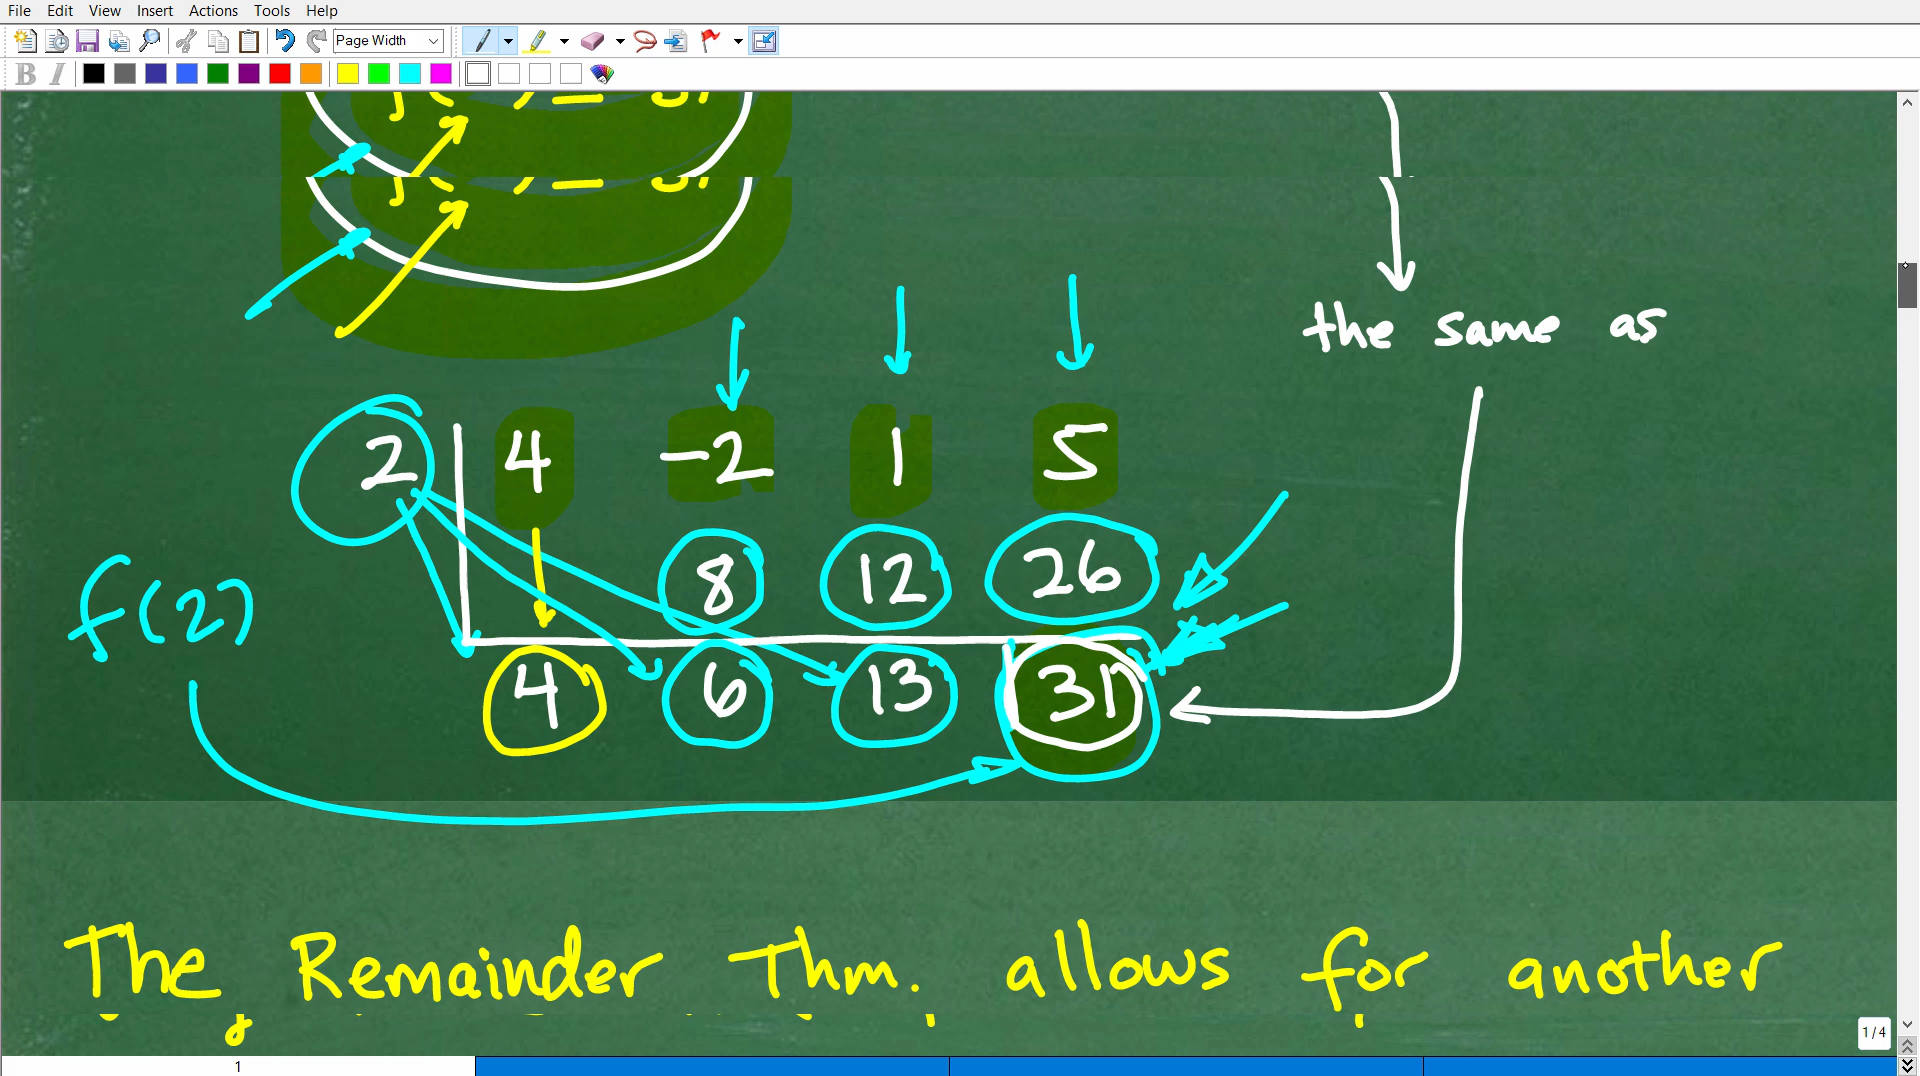 File Edit View Insert Actions Tools Help
Page Width
B I
the same as
2 4 -2 1 5
8 12 26
f(2)
4 6 13 31
The Remainder Thm. allows for another
1 / 4
1